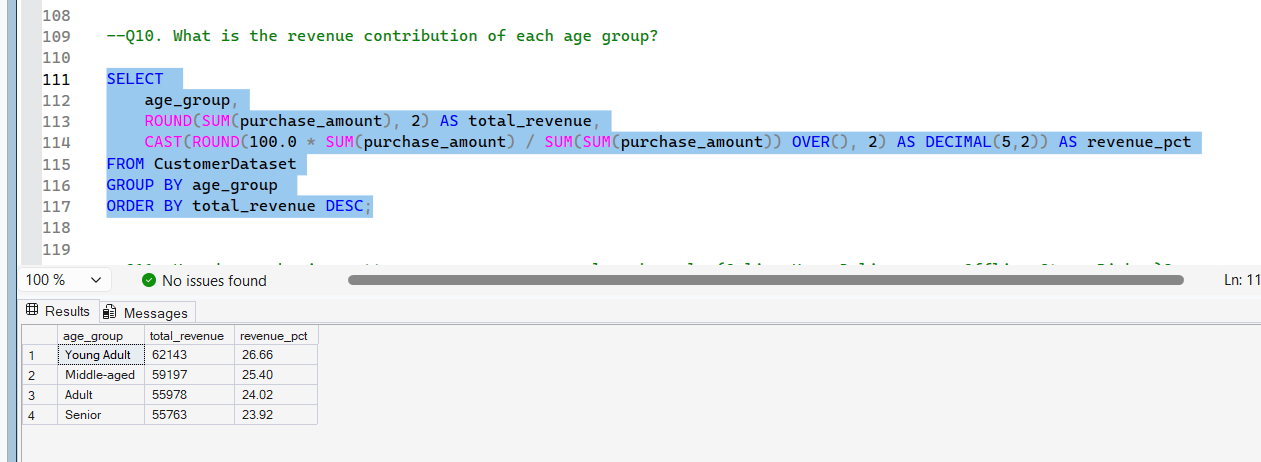 108
109 --Q10. What is the revenue contribution of each age group?
110
111 SELECT
112 age_group,
113 ROUND(SUM(purchase_amount), 2) AS total_revenue,
114 CAST(ROUND(100.0 * SUM(purchase_amount) / SUM(SUM(purchase_amount)) OVER(), 2) AS DECIMAL(5,2)) AS revenue_pct
115 FROM CustomerDataset
116 GROUP BY age_group
117 ORDER BY total_revenue DESC;
118
119
100 % No issues found Ln: 11
Results Messages
age_group total_revenue revenue_pct
1 Young Adult 62143 26.66
2 Middle-aged 59197 25.40
3 Adult 55978 24.02
4 Senior 55763 23.92